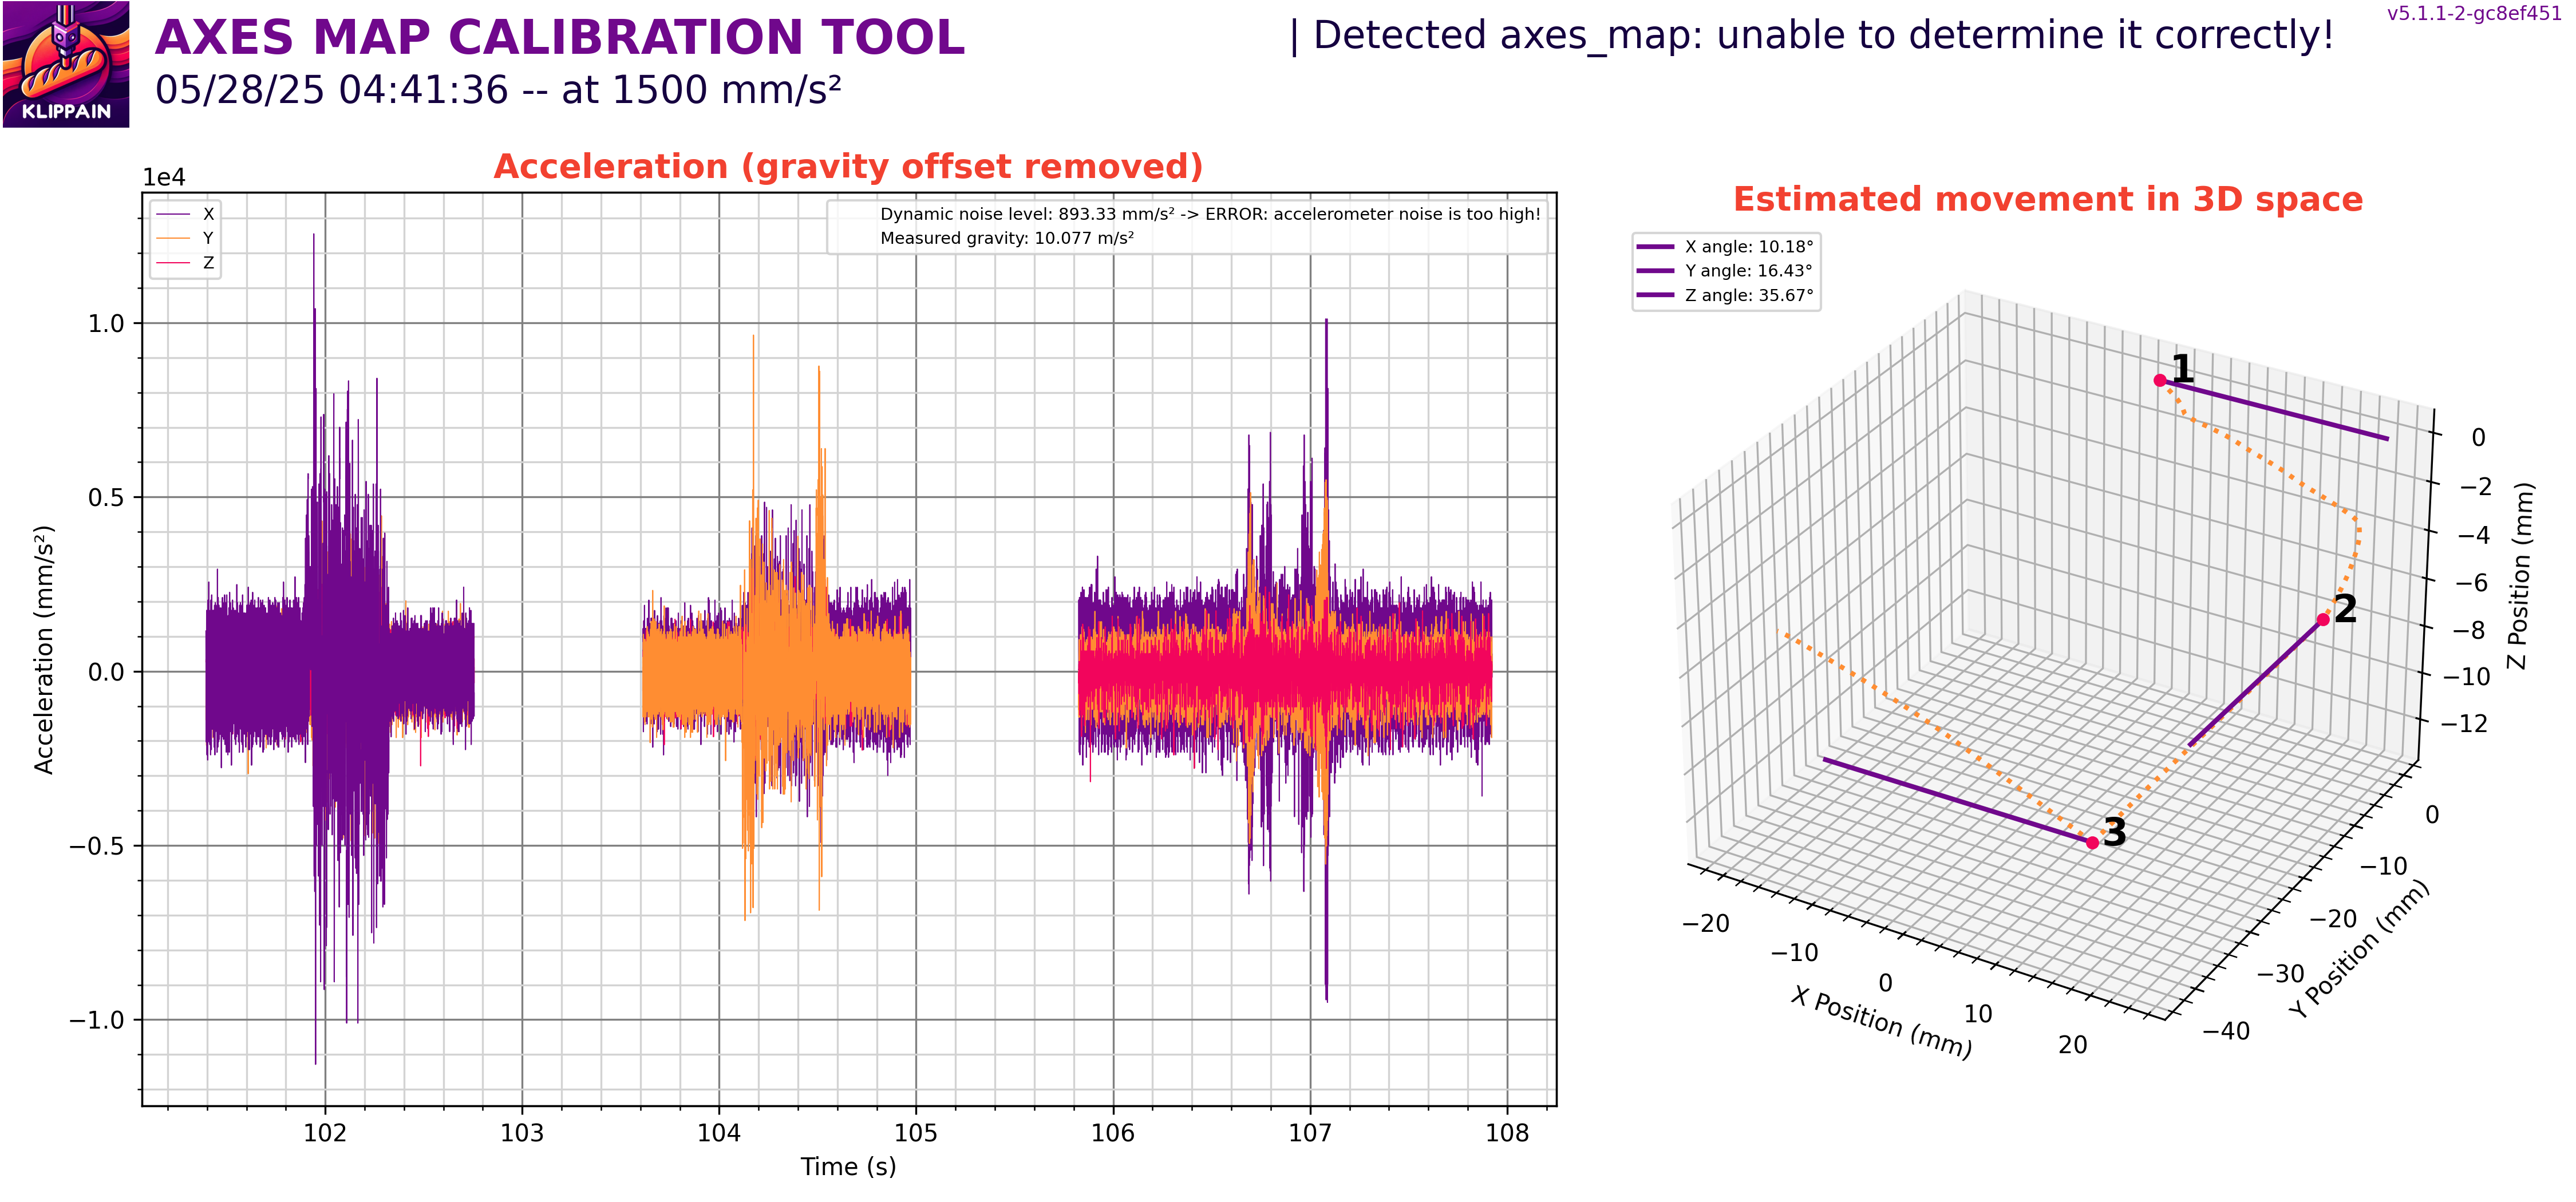 KLIPPAIN
AXES MAP CALIBRATION TOOL
05/28/25 04:41:36 -- at 1500 mm/s²
| Detected axes_map: unable to determine it correctly!
v5.1.1-2-gc8ef451
Acceleration (gravity offset removed)
1e4
X
Y
Z
Dynamic noise level: 893.33 mm/s² -> ERROR: accelerometer noise is too high!
Measured gravity: 10.077 m/s²
1.0
0.5
0.0
−0.5
−1.0
Acceleration (mm/s²)
102
103
104
105
106
107
108
Time (s)
Estimated movement in 3D space
X angle: 10.18°
Y angle: 16.43°
Z angle: 35.67°
1
2
3
0
−2
−4
−6
−8
−10
−12
Z Position (mm)
0
−10
−20
−30
−40
Y Position (mm)
−20
−10
0
10
20
X Position (mm)